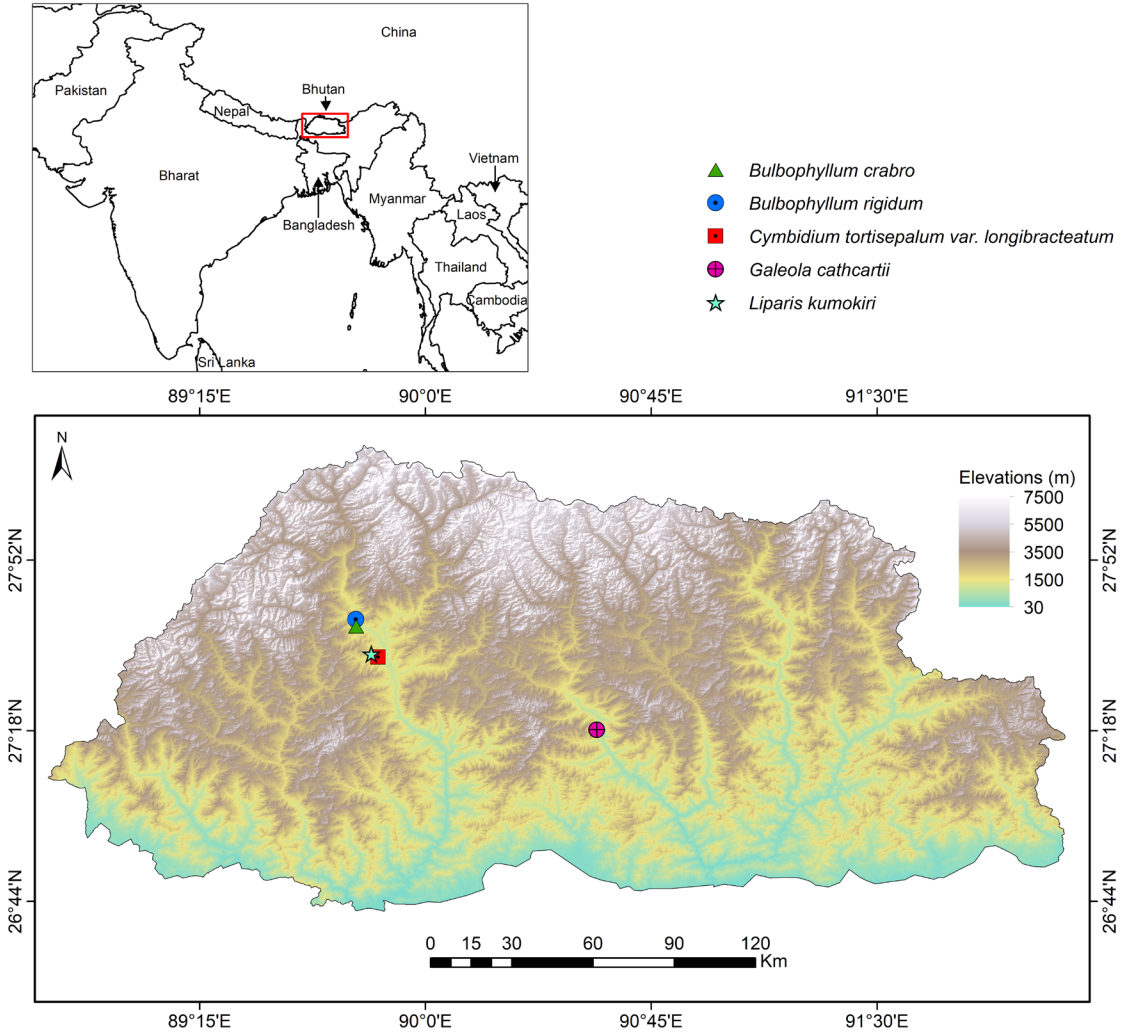 China
Pakistan
Bhutan
Nepal
Bharat
Vietnam
Myanmar
Laos
Bangladesh
Thailand
Cambodia
Sri Lanka
Bulbophyllum crabro
Bulbophyllum rigidum
Cymbidium tortisepalum var. longibracteatum
Galeola cathcartii
Liparis kumokiri
89°15'E 90°0'E 90°45'E 91°30'E
N
Elevations (m)
7500
5500
3500
1500
30
27°52'N 27°52'N
27°18'N 27°18'N
26°44'N 26°44'N
0 15 30 60 90 120
Km
89°15'E 90°0'E 90°45'E 91°30'E